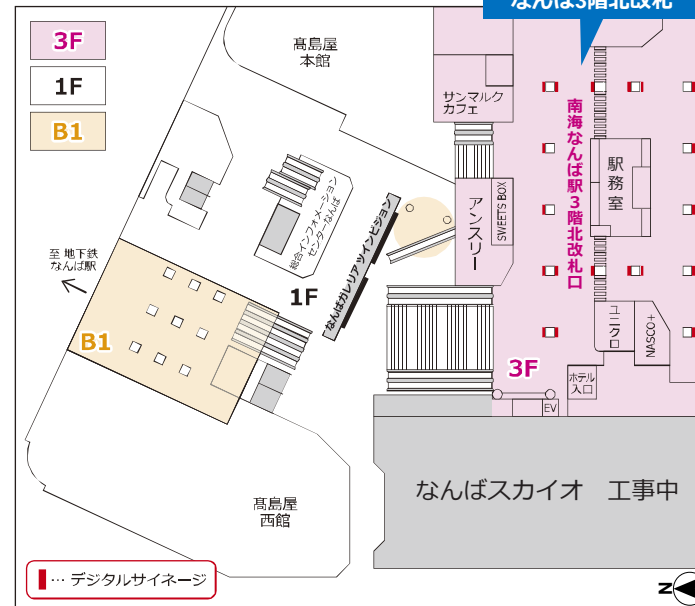 なんば3階北改札
3F
1F
B1
髙島屋
本館
サンマルク
カフェ
南海なんば駅3階北改札口
駅務室
アンスリー
SWEETS BOX
総合インフォメーション
センターなんば
なんばガレリアツインビジョン
至 地下鉄
なんば駅
1F
B1
3F
ユニクロ
NASCO+
ホテル
入口
EV
なんばスカイオ 工事中
髙島屋
西館
… デジタルサイネージ
N